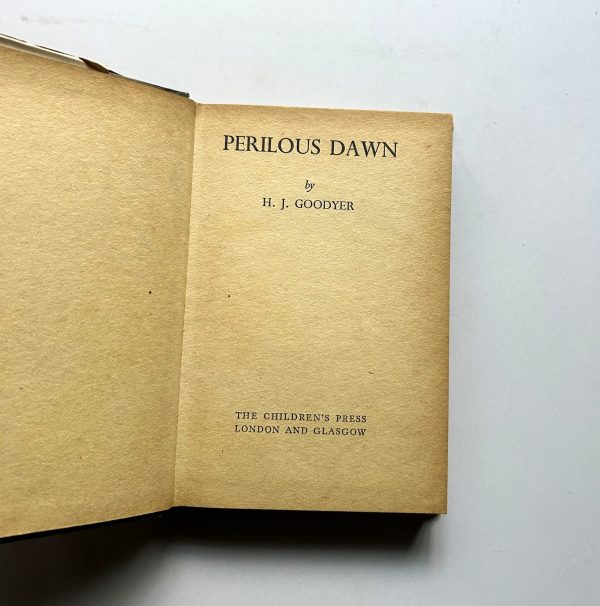 PERILOUS DAWN
by
H. J. GOODYER
THE CHILDREN'S PRESS
LONDON AND GLASGOW